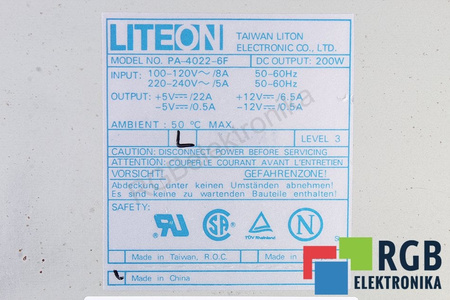 LITEON
TAIWAN LITON
ELECTRONIC CO., LTD.
MODEL NO. PA-4022-6F
DC OUTPUT: 200W
INPUT: 100-120V~/8A 50-60Hz
220-240V~/5A 50-60Hz
OUTPUT: +5V⎓/22A +12V⎓/6.5A
-5V⎓/0.5A -12V⎓/0.5A
AMBIENT: 50 °C MAX.
LEVEL 3
CAUTION: DISCONNECT POWER BEFORE SERVICING
ATTENTION: COUPER LE COURANT AVANT L'ENTRETIEN
VORSICHT: GEFAHRENZONE!
Abdeckung unter keinen Umständen abnehmen!
Es sind keine zu wartenden Bauteile enthalten!
SAFETY:
TÜV Rheinland
N
Made in Taiwan, R.O.C.
Made in
Made in China
RGB
ELEKTRONIKA